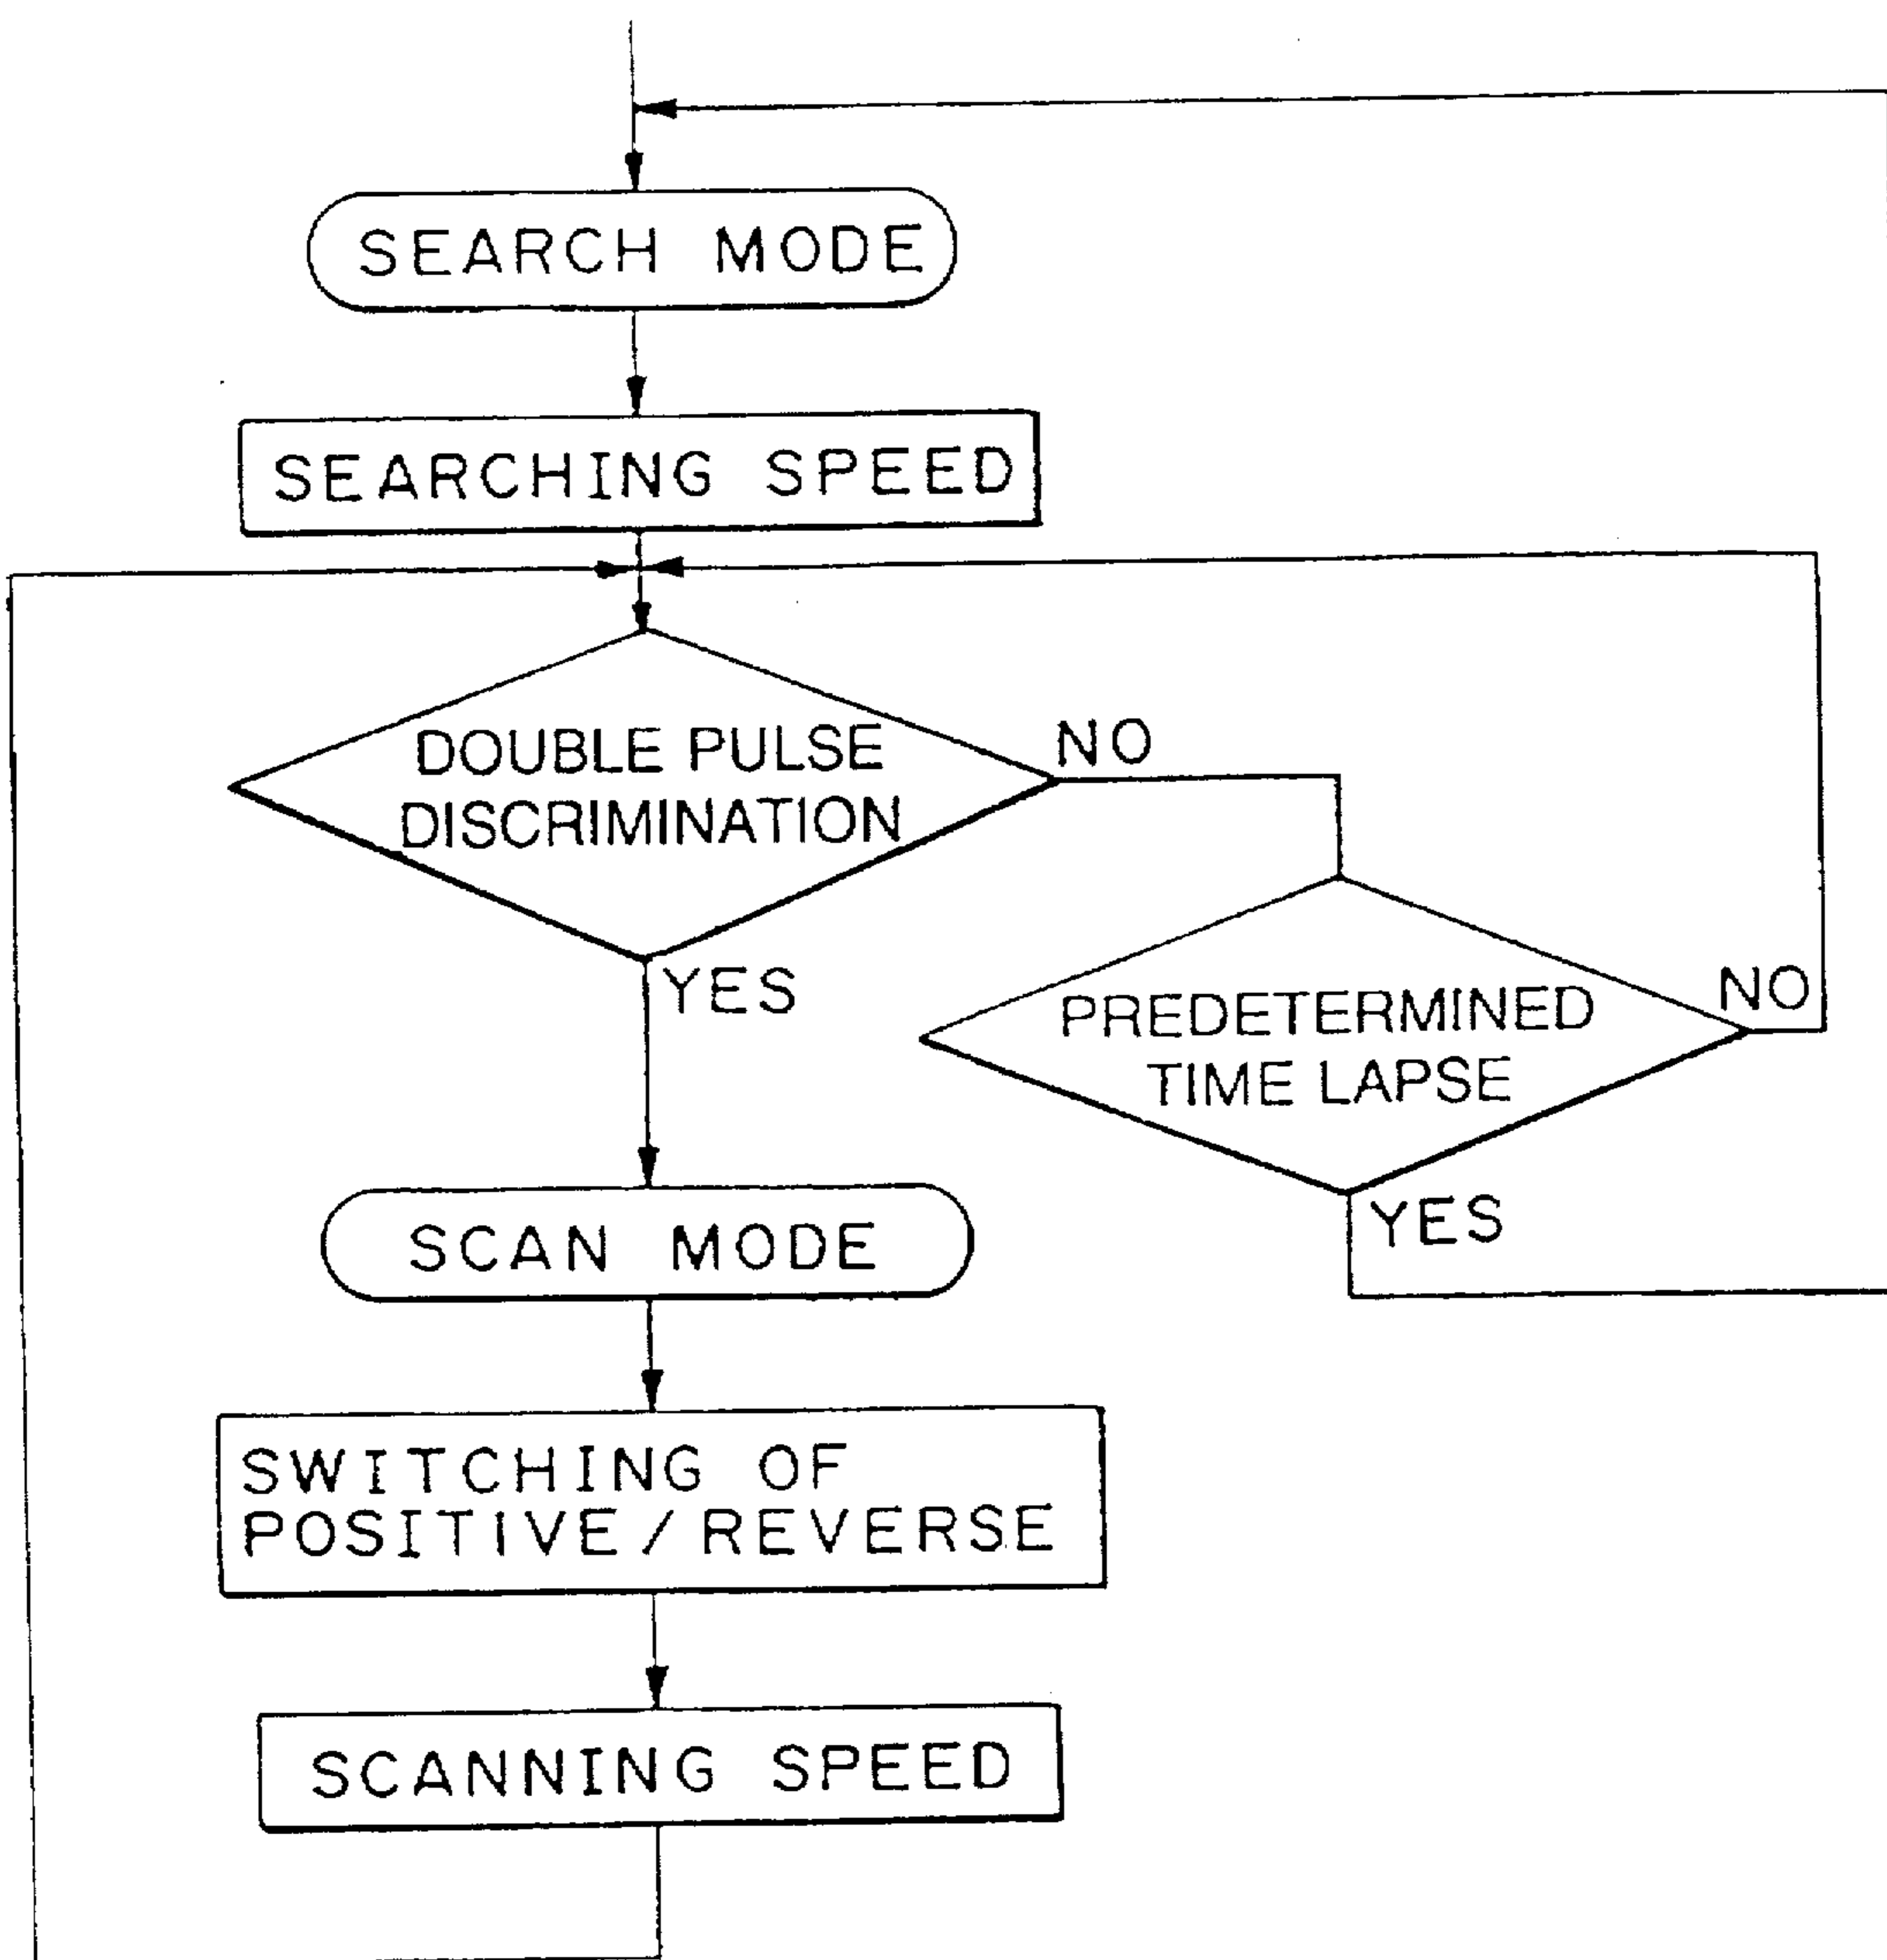 SEARCH MODE
SEARCHING SPEED
DOUBLE PULSE
DISCRIMINATION
NO
YES
PREDETERMINED
TIME LAPSE
NO
YES
SCAN MODE
SWITCHING OF
POSITIVE/REVERSE
SCANNING SPEED